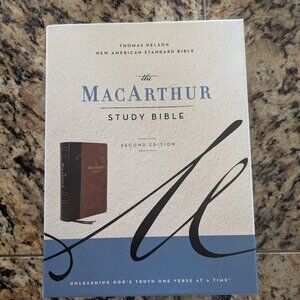 THOMAS NELSON
NEW AMERICAN STANDARD BIBLE
the
MACARTHUR
STUDY BIBLE
SECOND EDITION
UNLEASHING GOD'S TRUTH ONE VERSE AT A TIME®